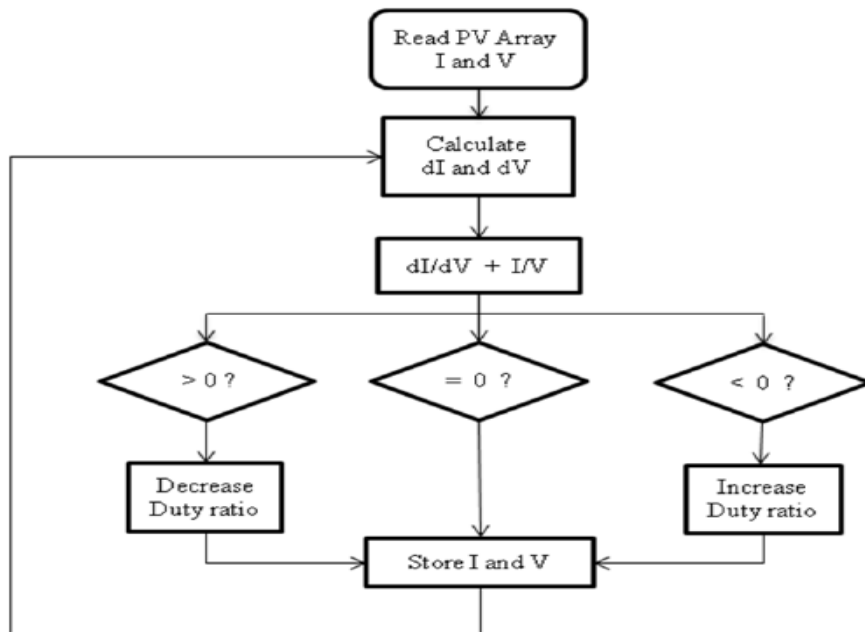 Read PV Array
I and V
Calculate
dI and dV
dI/dV + I/V
> 0 ?
= 0 ?
< 0 ?
Decrease
Duty ratio
Increase
Duty ratio
Store I and V